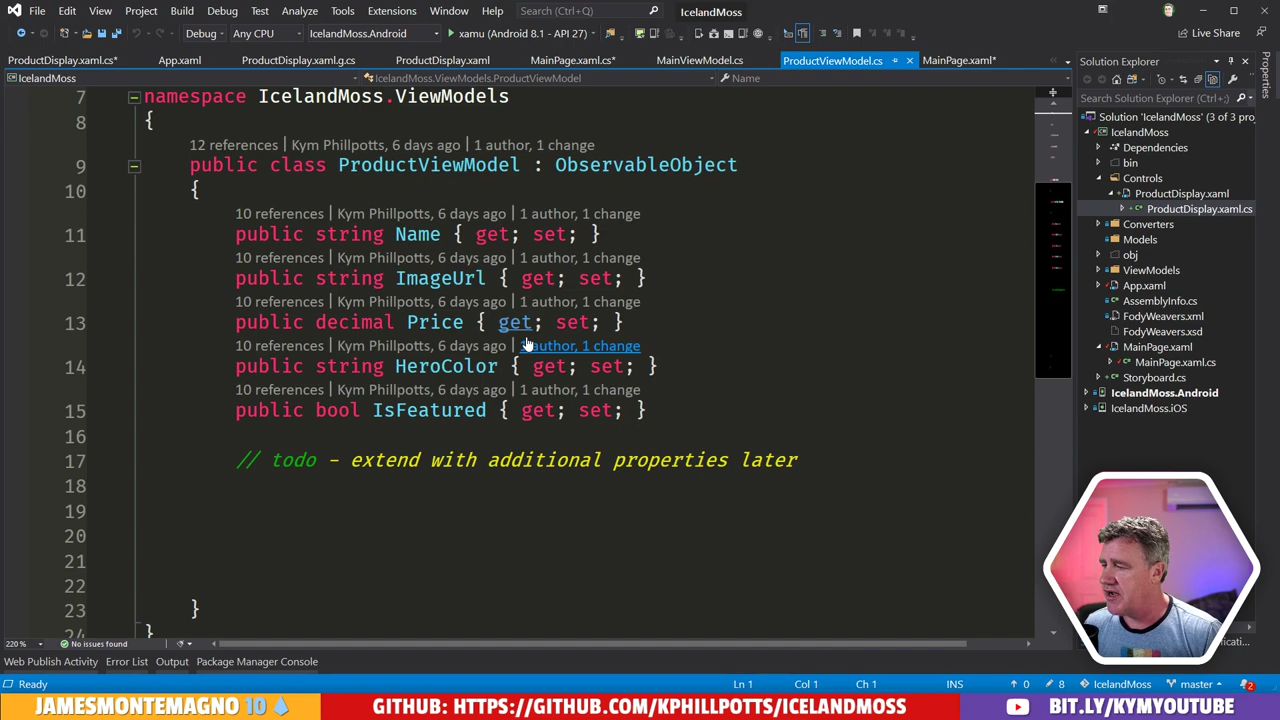 File Edit View Project Build Debug Test Analyze Tools Extensions Window Help Search (Ctrl+Q) IcelandMoss
Debug Any CPU IcelandMoss.Android xamu (Android 8.1 - API 27) Live Share
ProductDisplay.xaml.cs* App.xaml ProductDisplay.xaml.g.cs ProductDisplay.xaml MainPage.xaml.cs* MainViewModel.cs ProductViewModel.cs MainPage.xaml*
IcelandMoss IcelandMoss.ViewModels.ProductViewModel Name
7 namespace IcelandMoss.ViewModels
8 {
12 references | Kym Phillpotts, 6 days ago | 1 author, 1 change
9 public class ProductViewModel : ObservableObject
10 {
10 references | Kym Phillpotts, 6 days ago | 1 author, 1 change
11 public string Name { get; set; }
10 references | Kym Phillpotts, 6 days ago | 1 author, 1 change
12 public string ImageUrl { get; set; }
10 references | Kym Phillpotts, 6 days ago | 1 author, 1 change
13 public decimal Price { get; set; }
10 references | Kym Phillpotts, 6 days ago | 1 author, 1 change
14 public string HeroColor { get; set; }
10 references | Kym Phillpotts, 6 days ago | 1 author, 1 change
15 public bool IsFeatured { get; set; }
16
17 // todo - extend with additional properties later
18
19
20
21
22
23 }
24 }
Solution Explorer
Search Solution Explorer (Ctrl+;)
Solution 'IcelandMoss' (3 of 3 proj
IcelandMoss
Dependencies
bin
Controls
ProductDisplay.xaml
ProductDisplay.xaml.cs
Converters
Models
obj
ViewModels
App.xaml
AssemblyInfo.cs
FodyWeavers.xml
FodyWeavers.xsd
MainPage.xaml
MainPage.xaml.cs
Storyboard.cs
IcelandMoss.Android
IcelandMoss.iOS
Properties
220 % No issues found
Web Publish Activity Error List Output Package Manager Console
Ready Ln 1 Col 1 Ch 1 INS 0 8 IcelandMoss master 2
JAMESMONTEMAGNO 10 GITHUB: HTTPS://GITHUB.COM/KPHILLPOTTS/ICELANDMOSS BIT.LY/KYMYOUTUBE